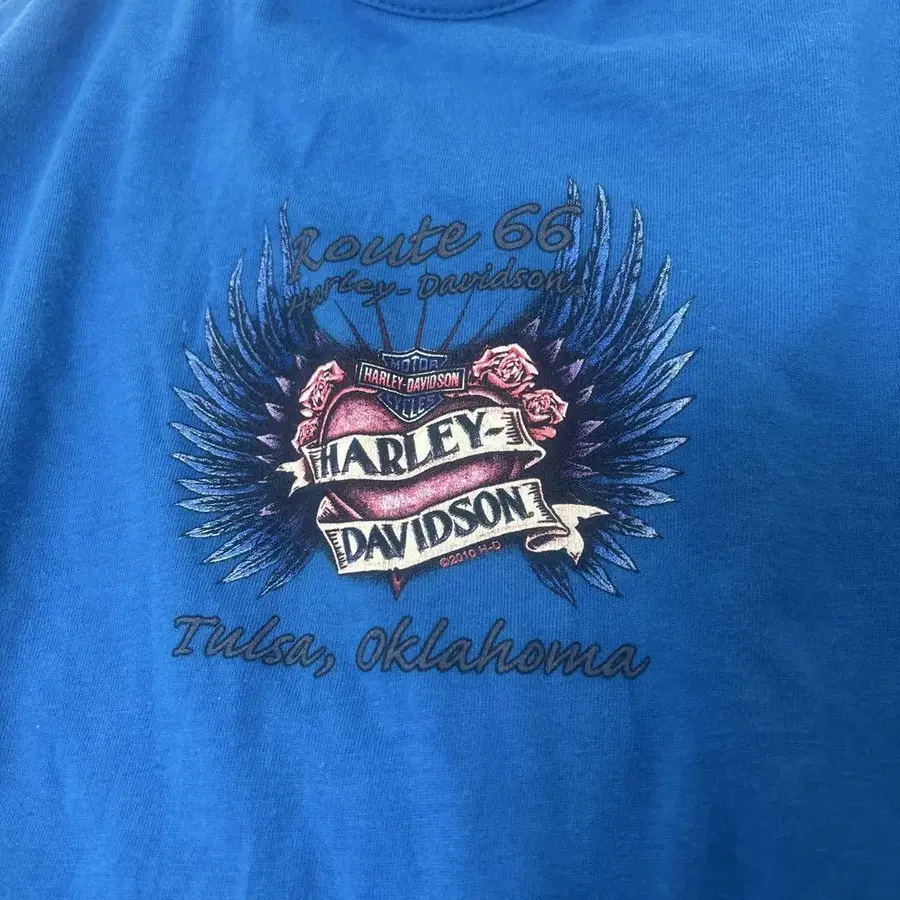 Route 66
Harley-Davidson®
MOTOR
HARLEY-DAVIDSON
CYCLES
HARLEY-
DAVIDSON.
©2010 H-D
Tulsa, Oklahoma